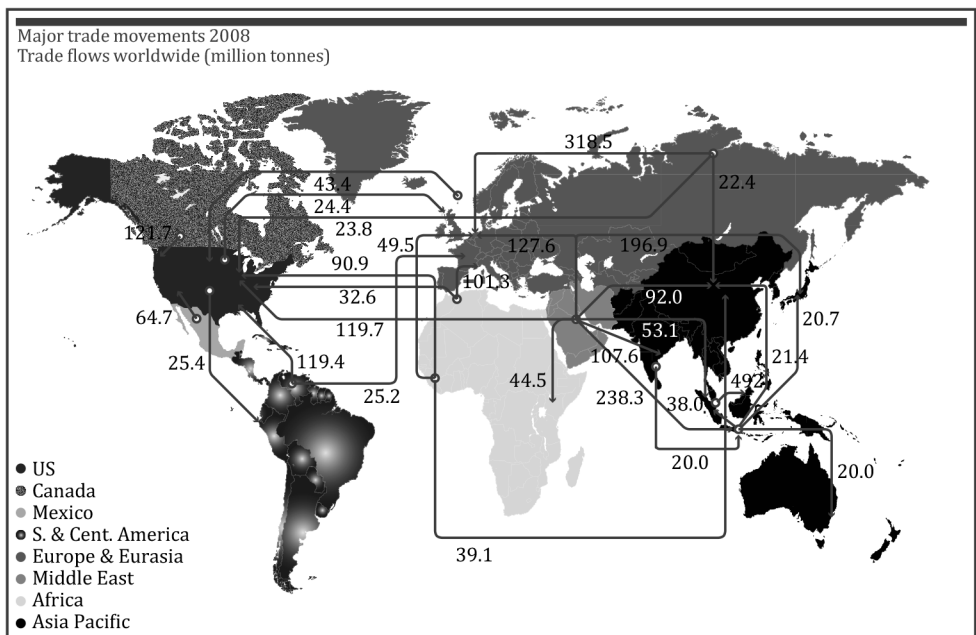 Major trade movements 2008
Trade flows worldwide (million tonnes)
318.5
43.4
22.4
24.4
23.8
121.7
49.5
127.6
196.9
90.9
101.3
32.6
92.0
64.7
119.7
53.1
20.7
25.4
119.4
107.6
21.4
25.2
44.5
238.3
38.0
492
20.0
20.0
39.1
US
Canada
Mexico
S. & Cent. America
Europe & Eurasia
Middle East
Africa
Asia Pacific